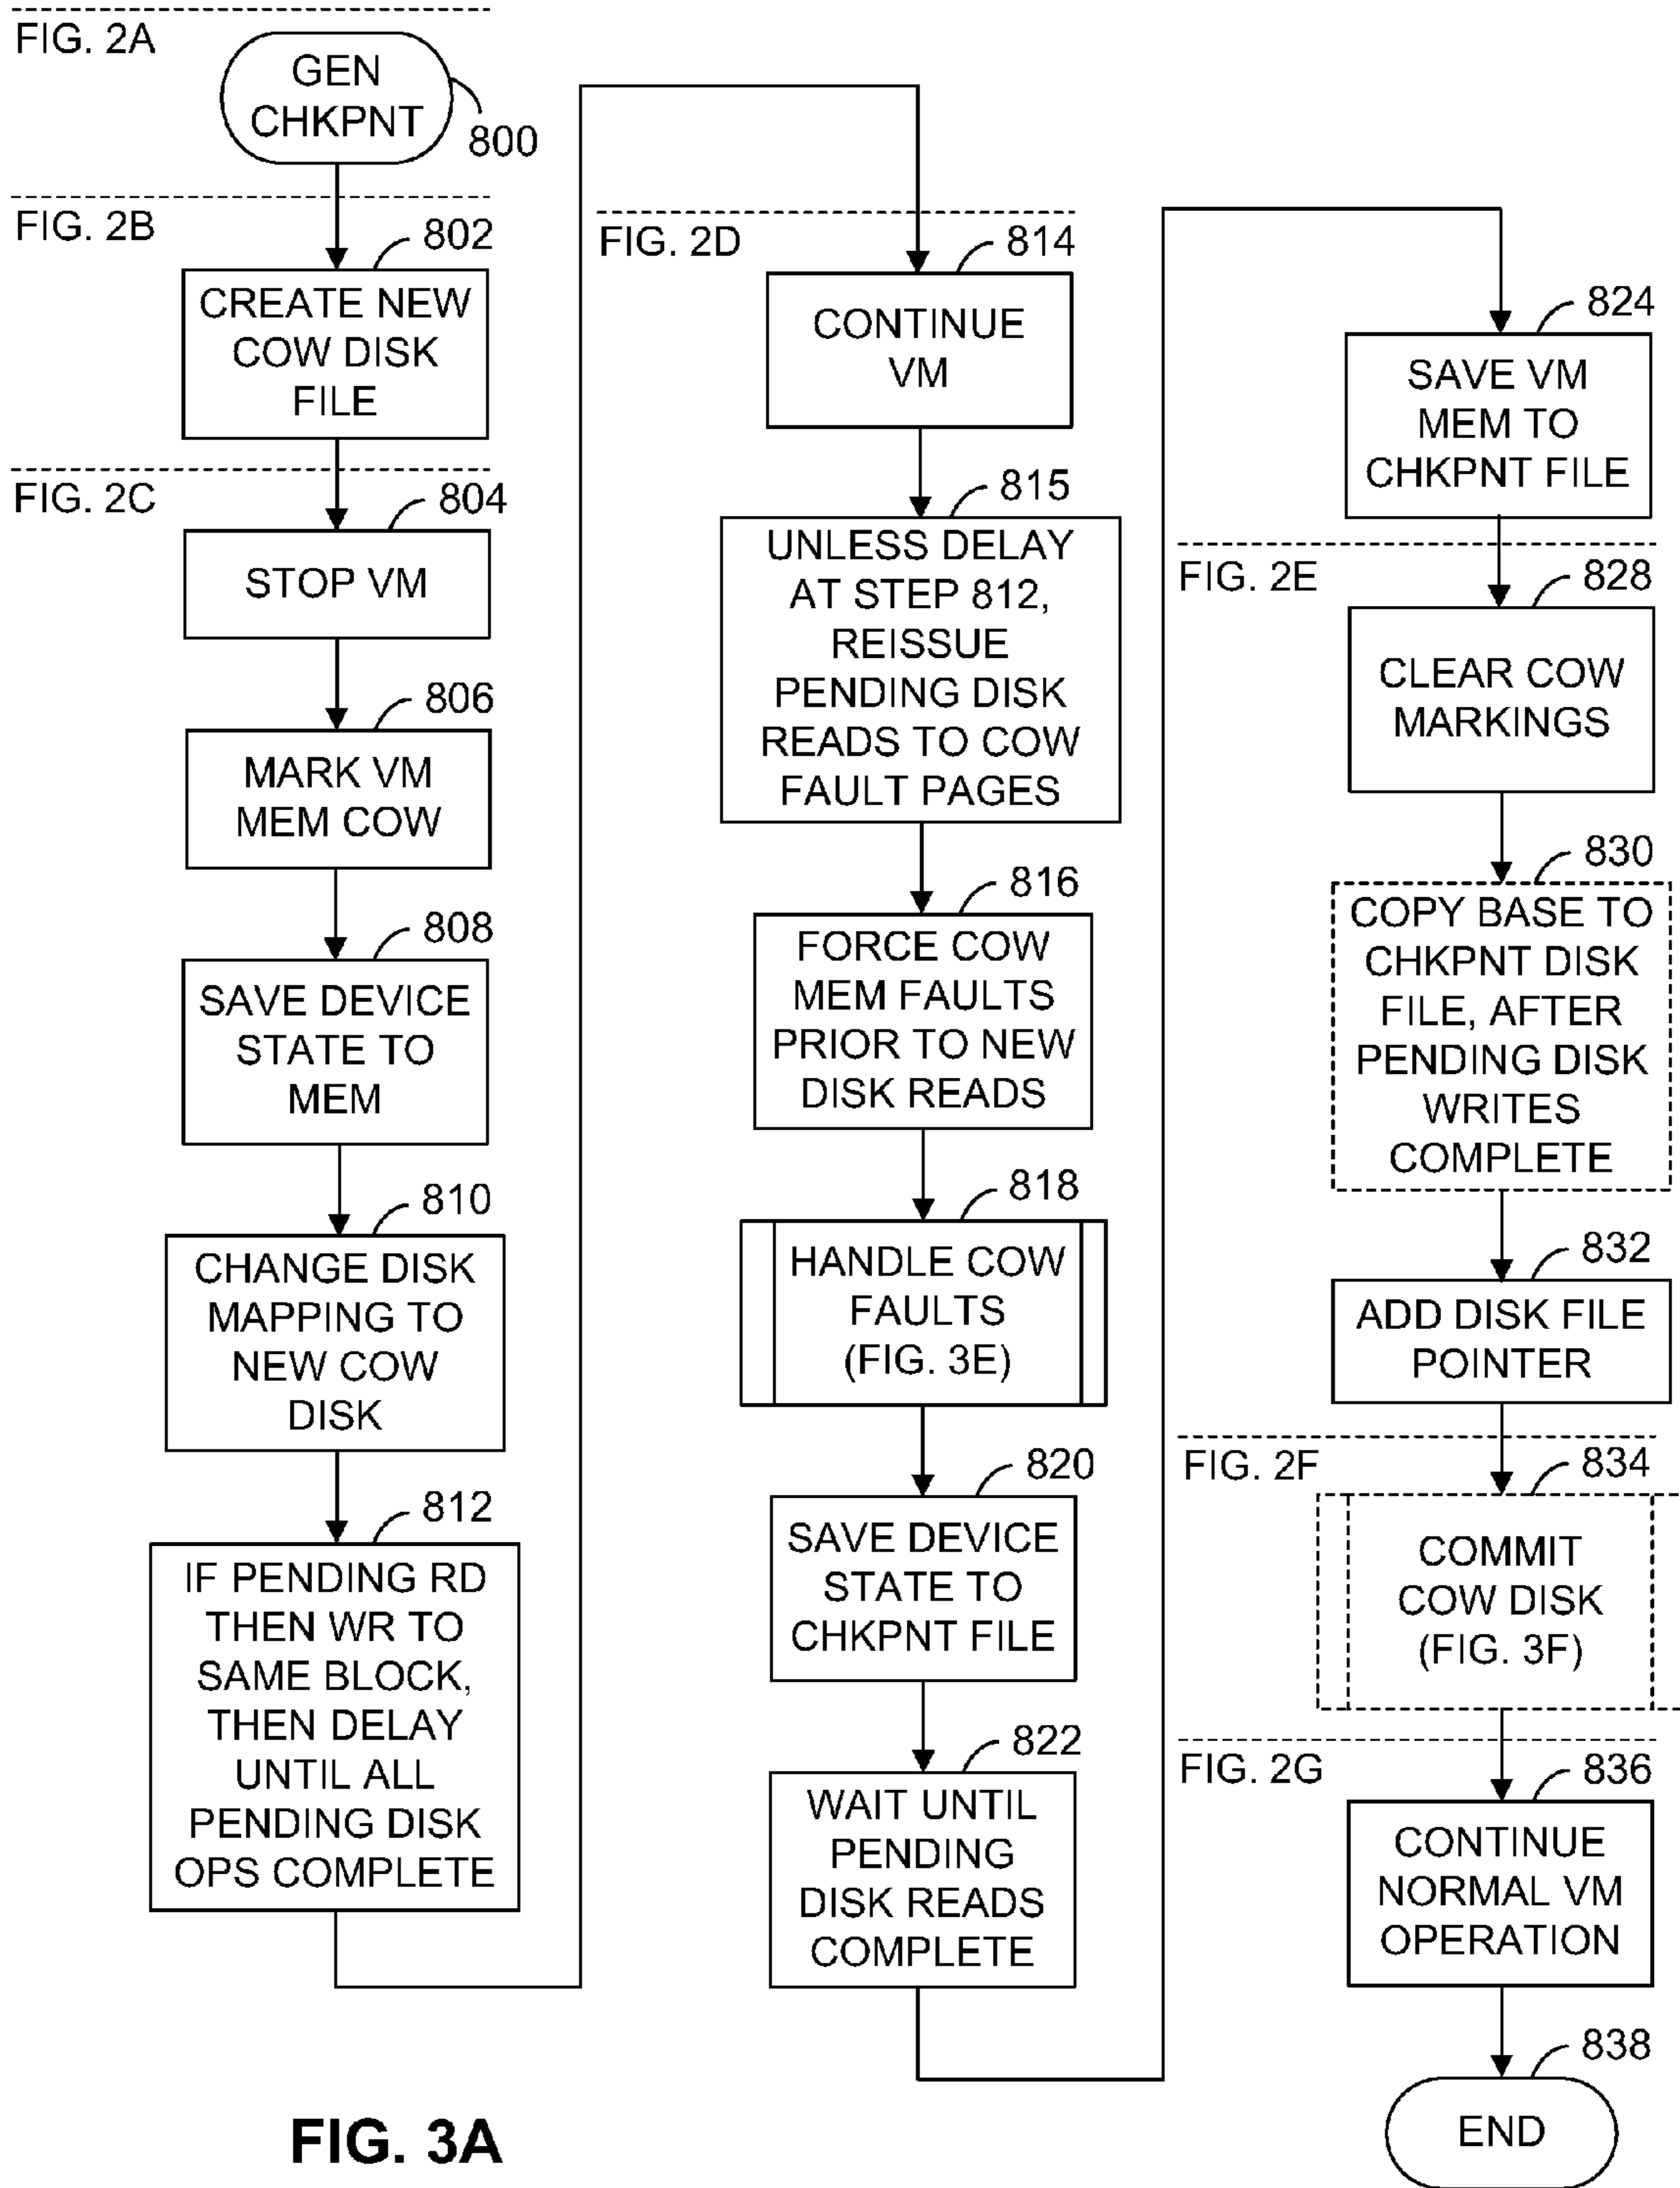 FIG. 2A
GEN
CHKPNT
800
FIG. 2B
802
CREATE NEW
COW DISK
FILE
FIG. 2C
804
STOP VM
806
MARK VM
MEM COW
808
SAVE DEVICE
STATE TO
MEM
810
CHANGE DISK
MAPPING TO
NEW COW
DISK
812
IF PENDING RD
THEN WR TO
SAME BLOCK,
THEN DELAY
UNTIL ALL
PENDING DISK
OPS COMPLETE
FIG. 2D
814
CONTINUE
VM
815
UNLESS DELAY
AT STEP 812,
REISSUE
PENDING DISK
READS TO COW
FAULT PAGES
816
FORCE COW
MEM FAULTS
PRIOR TO NEW
DISK READS
818
HANDLE COW
FAULTS
(FIG. 3E)
820
SAVE DEVICE
STATE TO
CHKPNT FILE
822
WAIT UNTIL
PENDING
DISK READS
COMPLETE
824
SAVE VM
MEM TO
CHKPNT FILE
FIG. 2E
828
CLEAR COW
MARKINGS
830
COPY BASE TO
CHKPNT DISK
FILE, AFTER
PENDING DISK
WRITES
COMPLETE
832
ADD DISK FILE
POINTER
FIG. 2F
834
COMMIT
COW DISK
(FIG. 3F)
FIG. 2G
836
CONTINUE
NORMAL VM
OPERATION
838
END
FIG. 3A